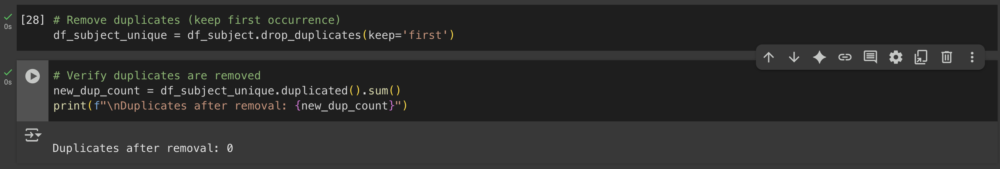 [28] # Remove duplicates (keep first occurrence)
0s df_subject_unique = df_subject.drop_duplicates(keep='first')
# Verify duplicates are removed
0s new_dup_count = df_subject_unique.duplicated().sum()
print(f"\nDuplicates after removal: {new_dup_count}")
Duplicates after removal: 0